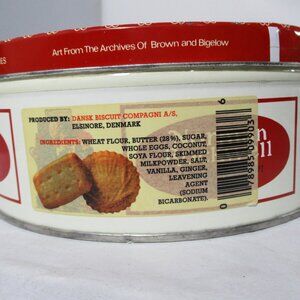 ES
Art From The Archives Of Brown and Bigelow
PRODUCED BY: DANSK BISCUIT COMPAGNI A/S,
ELSINORE, DENMARK
INGREDIENTS: WHEAT FLOUR, BUTTER (28%), SUGAR,
WHOLE EGGS, COCONUT,
SOYA FLOUR, SKIMMED
MILKPOWDER, SALT,
VANILLA, GINGER,
LEAVENING
AGENT
(SODIUM
BICARBONATE).